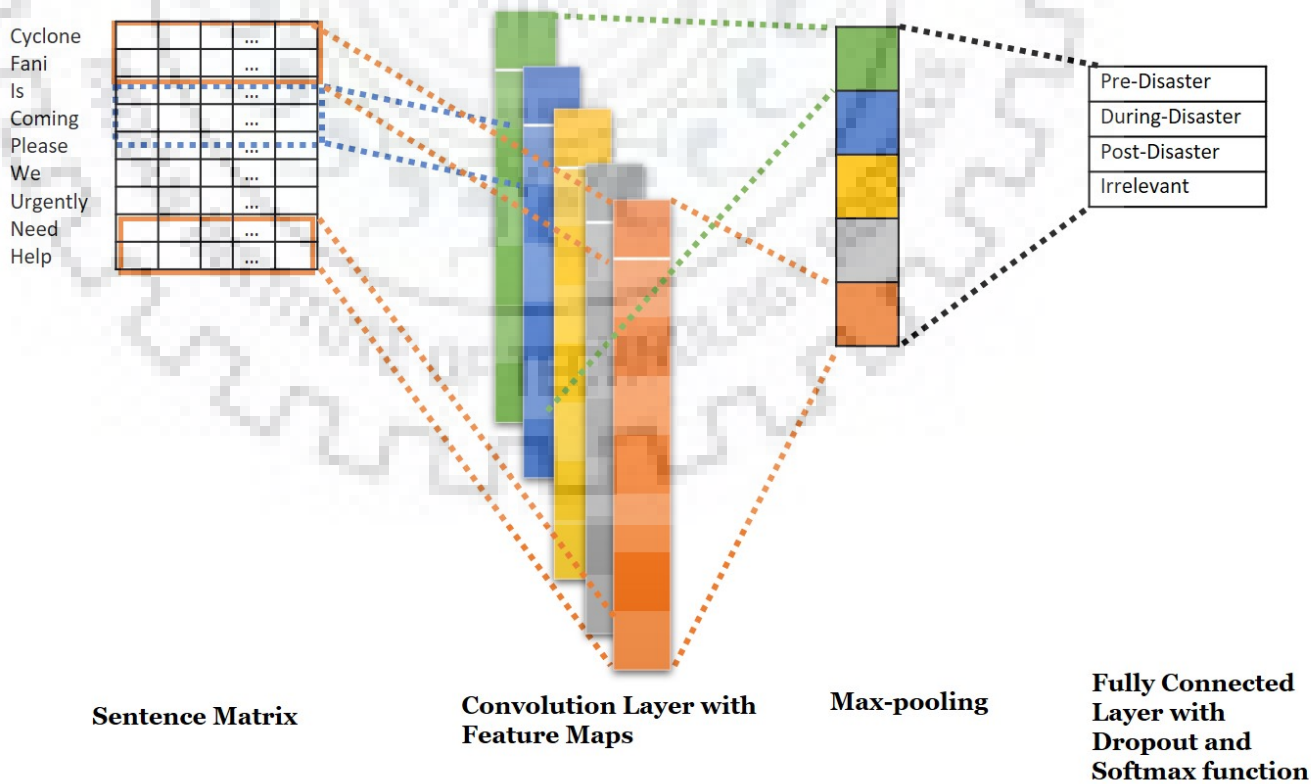 Cyclone
Fani
Is
Coming
Please
We
Urgently
Need
Help
...
...
...
...
...
...
...
...
...
Pre-Disaster
During-Disaster
Post-Disaster
Irrelevant
Sentence Matrix
Convolution Layer with
Feature Maps
Max-pooling
Fully Connected
Layer with
Dropout and
Softmax function